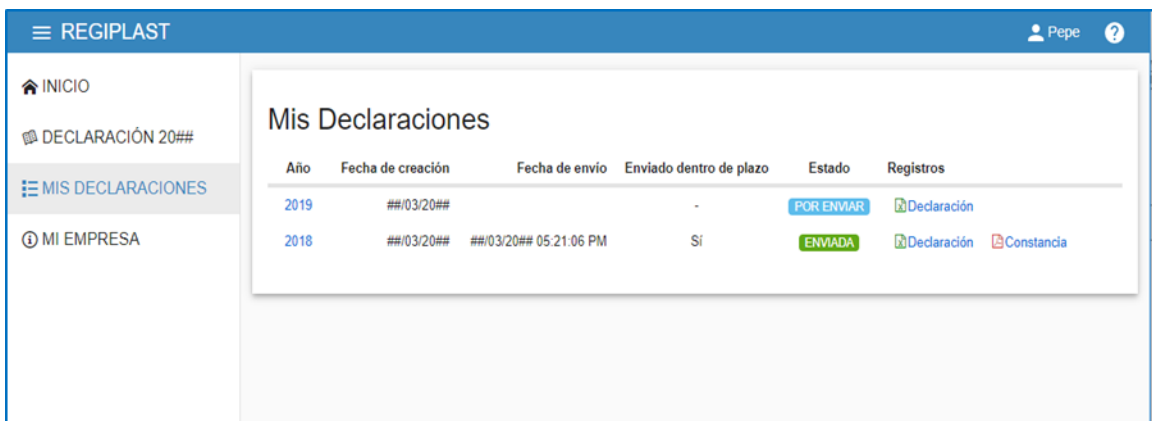 REGIPLAST Pepe ?
INICIO
DECLARACIÓN 20##
MIS DECLARACIONES
MI EMPRESA
Mis Declaraciones
Año Fecha de creación Fecha de envío Enviado dentro de plazo Estado Registros
2019 ##/03/20## - POR ENVIAR Declaración
2018 ##/03/20## ##/03/20## 05:21:06 PM Sí ENVIADA Declaración Constancia